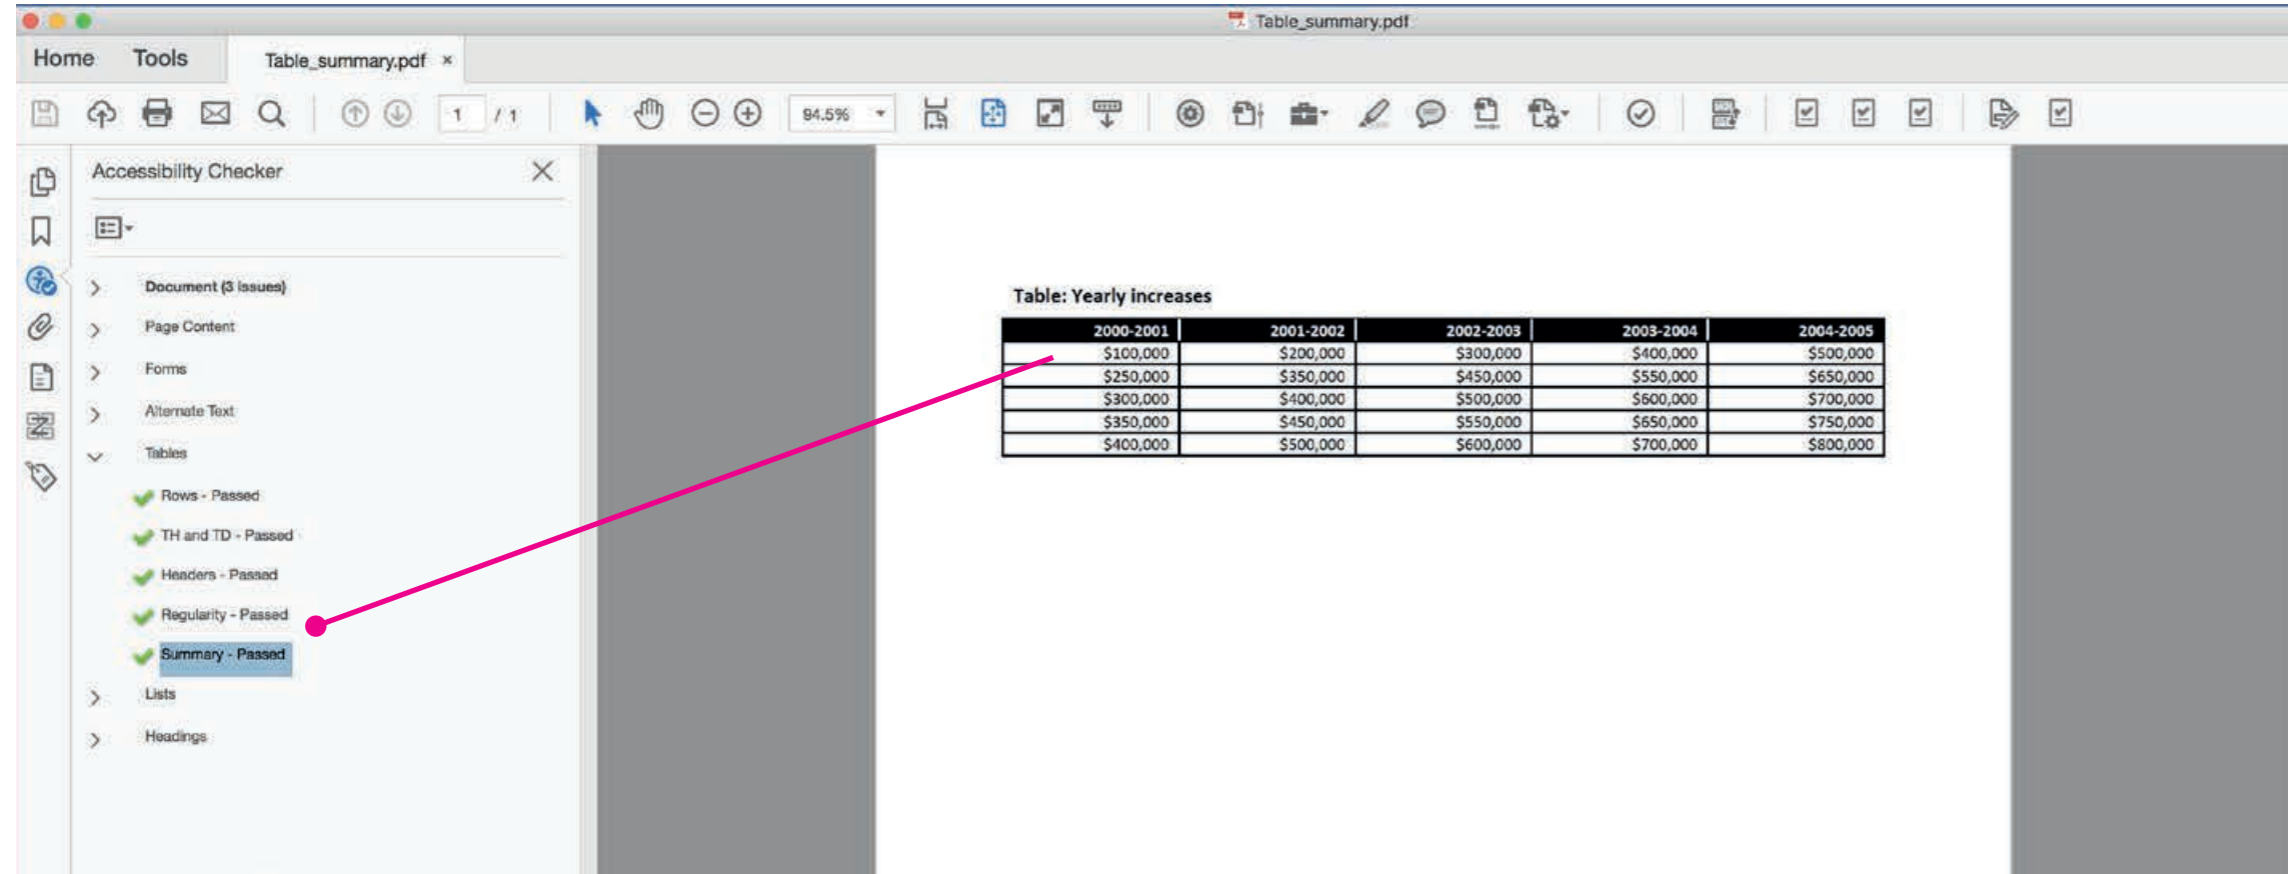 Table_summary.pdf
Home Tools Table_summary.pdf ×
1 / 1 94.5%
Accessibility Checker
Document (3 issues)
Page Content
Forms
Alternate Text
Tables
Rows - Passed
TH and TD - Passed
Headers - Passed
Regularity - Passed
Summary - Passed
Lists
Headings
Table: Yearly increases
2000-2001 2001-2002 2002-2003 2003-2004 2004-2005
$100,000 $200,000 $300,000 $400,000 $500,000
$250,000 $350,000 $450,000 $550,000 $650,000
$300,000 $400,000 $500,000 $600,000 $700,000
$350,000 $450,000 $550,000 $650,000 $750,000
$400,000 $500,000 $600,000 $700,000 $800,000